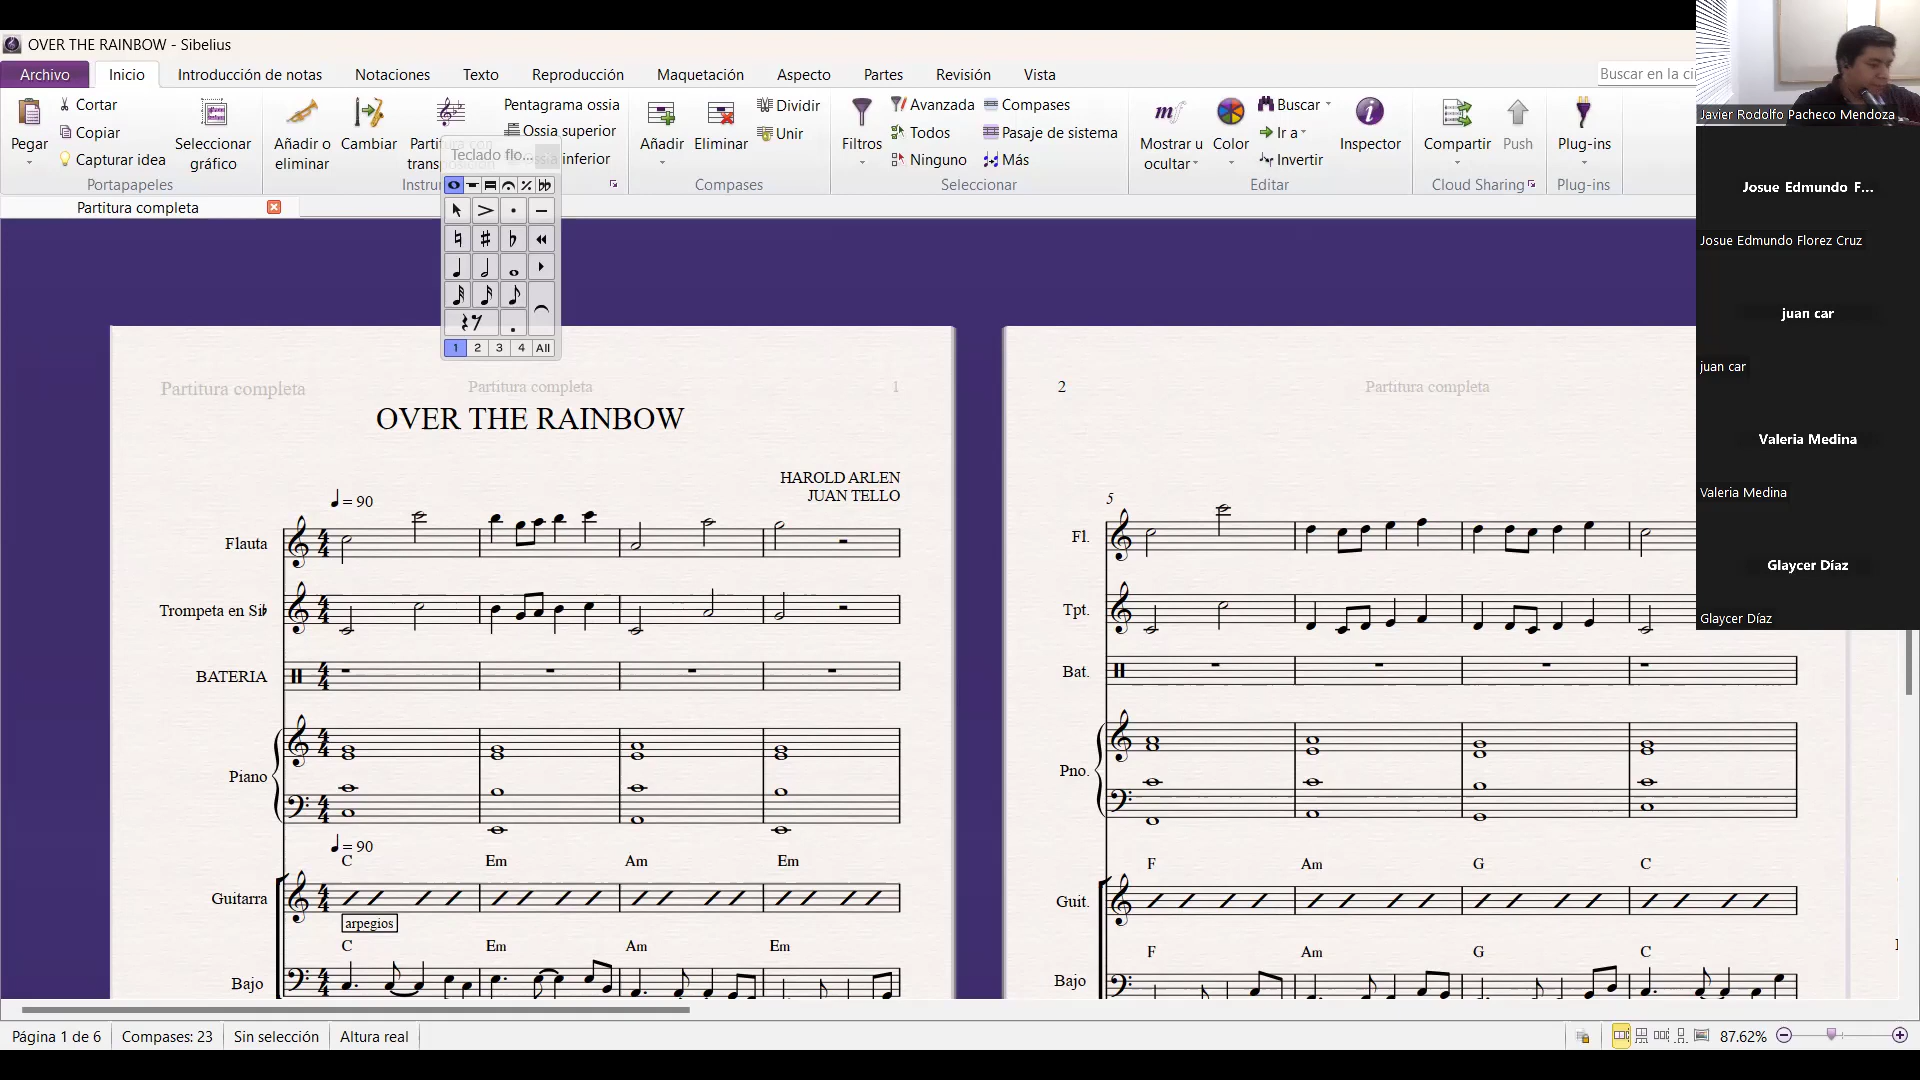 OVER THE RAINBOW - Sibelius
Archivo Inicio Introducción de notas Notaciones Texto Reproducción Maquetación Aspecto Partes Revisión Vista
Buscar en la ci
Pegar
Cortar
Copiar
Capturar idea
Seleccionar gráfico
Portapapeles
Añadir o eliminar
Cambiar
Pentagrama ossia
Ossia superior
Teclado flo...
Añadir
Eliminar
Dividir
Unir
Compases
Filtros
Avanzada
Todos
Ninguno
Compases
Pasaje de sistema
Más
Seleccionar
Mostrar u ocultar
Color
Buscar
Ir a
Invertir
Editar
Inspector
Compartir
Push
Cloud Sharing
Plug-ins
Plug-ins
Partitura completa
1 2 3 4 All
Partitura completa
Partitura completa
1
OVER THE RAINBOW
HAROLD ARLEN
JUAN TELLO
= 90
Flauta
Trompeta en Si♭
BATERIA
Piano
= 90
C Em Am Em
Guitarra
arpegios
C Em Am Em
Bajo
2
Partitura completa
5
Fl.
Tpt.
Bat.
Pno.
F Am G C
Guit.
F Am G C
Bajo
Javier Rodolfo Pacheco Mendoza
Josue Edmundo F...
Josue Edmundo Florez Cruz
juan car
juan car
Valeria Medina
Valeria Medina
Glaycer Díaz
Glaycer Díaz
Página 1 de 6
Compases: 23
Sin selección
Altura real
87.62%